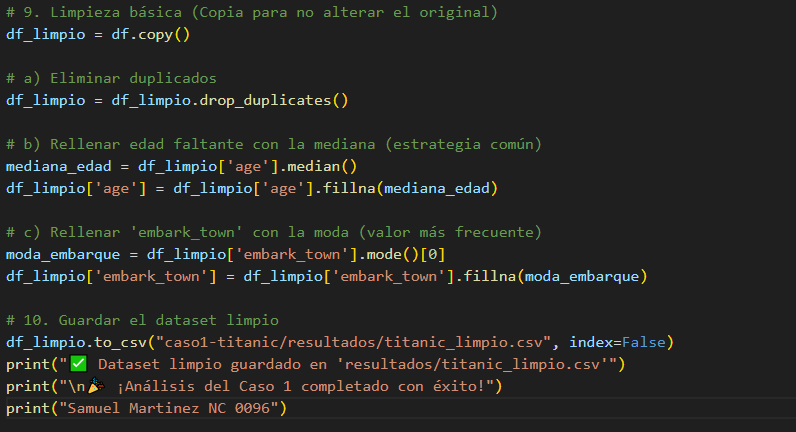 # 9. Limpieza básica (Copia para no alterar el original)
df_limpio = df.copy()
# a) Eliminar duplicados
df_limpio = df_limpio.drop_duplicates()
# b) Rellenar edad faltante con la mediana (estrategia común)
mediana_edad = df_limpio['age'].median()
df_limpio['age'] = df_limpio['age'].fillna(mediana_edad)
# c) Rellenar 'embark_town' con la moda (valor más frecuente)
moda_embarque = df_limpio['embark_town'].mode()[0]
df_limpio['embark_town'] = df_limpio['embark_town'].fillna(moda_embarque)
# 10. Guardar el dataset limpio
df_limpio.to_csv("caso1-titanic/resultados/titanic_limpio.csv", index=False)
print("✅ Dataset limpio guardado en 'resultados/titanic_limpio.csv'")
print("\n🎉 ¡Análisis del Caso 1 completado con éxito!")
print("Samuel Martinez NC 0096")